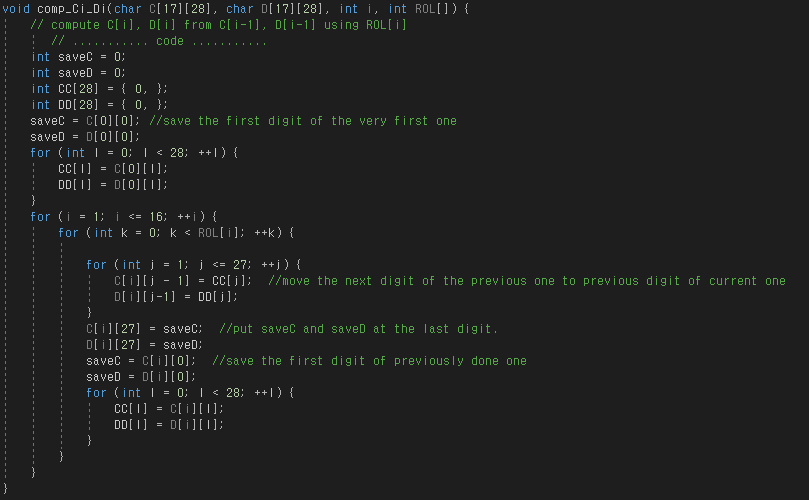 void comp_Ci_Di(char C[17][28], char D[17][28], int i, int ROL[]) {
// compute C[i], D[i] from C[i-1], D[i-1] using ROL[i]
// ........... code ...........
int saveC = 0;
int saveD = 0;
int CC[28] = { 0, };
int DD[28] = { 0, };
saveC = C[0][0]; //save the first digit of the very first one
saveD = D[0][0];
for (int l = 0; l < 28; ++l) {
CC[l] = C[0][l];
DD[l] = D[0][l];
}
for (i = 1; i <= 16; ++i) {
for (int k = 0; k < ROL[i]; ++k) {
for (int j = 1; j <= 27; ++j) {
C[i][j - 1] = CC[j]; //move the next digit of the previous one to previous digit of current one
D[i][j-1] = DD[j];
}
C[i][27] = saveC; //put saveC and saveD at the last digit.
D[i][27] = saveD;
saveC = C[i][0]; //save the first digit of previously done one
saveD = D[i][0];
for (int l = 0; l < 28; ++l) {
CC[l] = C[i][l];
DD[l] = D[i][l];
}
}
}
}